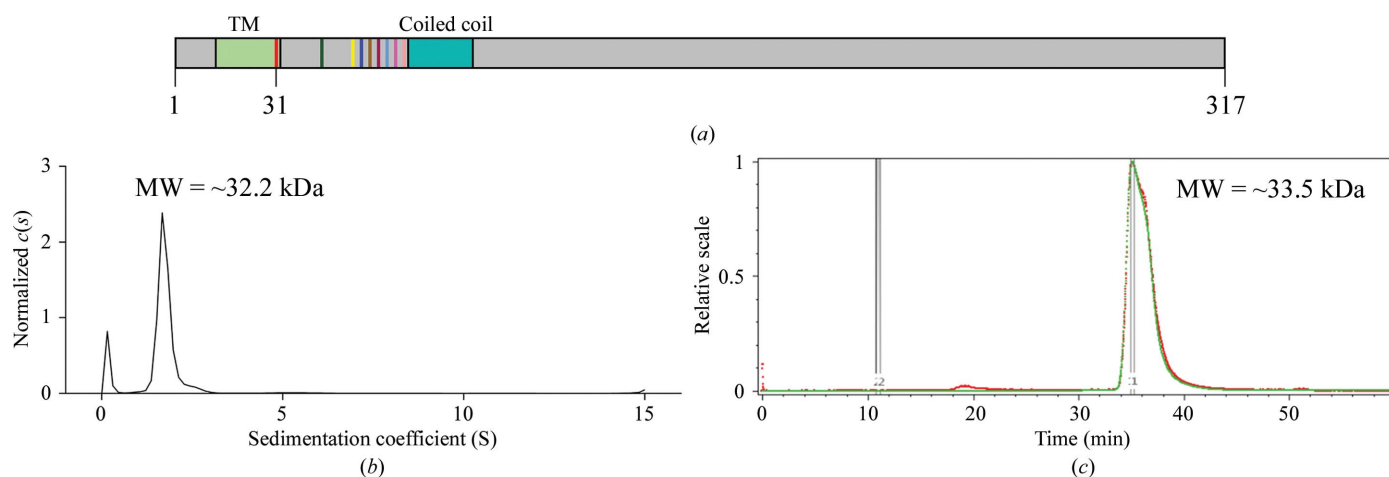 TM Coiled coil
1 31 317
(a)
3
2
1
0
Normalized c(s)
MW = ~32.2 kDa
0 5 10 15
Sedimentation coefficient (S)
(b)
1
0.5
0
Relative scale
MW = ~33.5 kDa
0 10 20 30 40 50
Time (min)
(c)